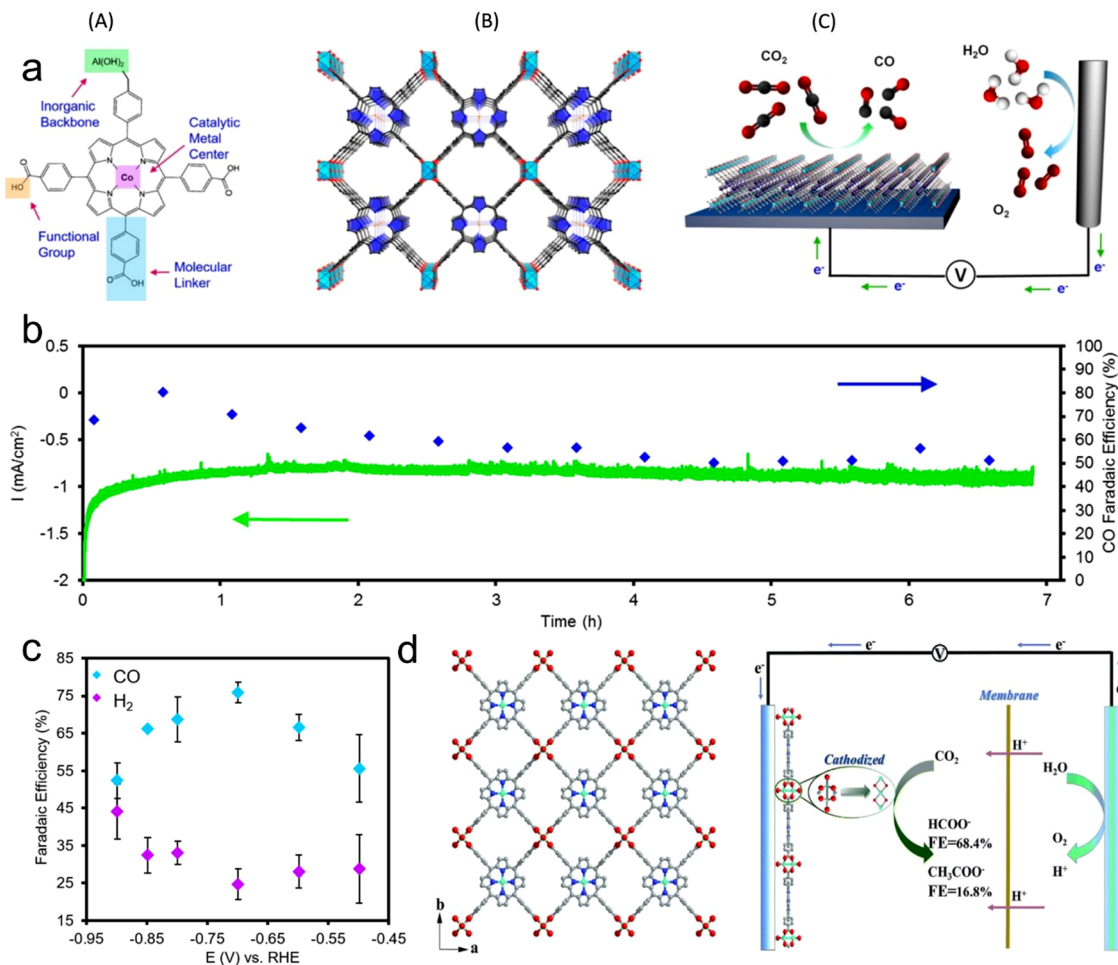 (A)
(B)
(C)
a
Al(OH)2
Inorganic
Backbone
Catalytic
Metal
Center
N
N
Co
N
N
O
HO
O
OH
Functional
Group
O
OH
Molecular
Linker
CO2
CO
H2O
O2
e-
e-
V
e-
e-
b
0.5
0
-0.5
-1
-1.5
-2
I (mA/cm2)
100
90
80
70
60
50
40
30
20
10
0
CO Faradaic Efficiency (%)
0
1
2
3
4
5
6
7
Time (h)
c
CO
H2
85
75
65
55
45
35
25
15
Faradaic Efficiency (%)
-0.95
-0.85
-0.75
-0.65
-0.55
-0.45
E (V) vs. RHE
d
b
a
e-
V
e-
e-
Membrane
Cathodized
CO2
H+
H2O
HCOO-
FE=68.4%
CH3COO-
FE=16.8%
O2
H+
H+